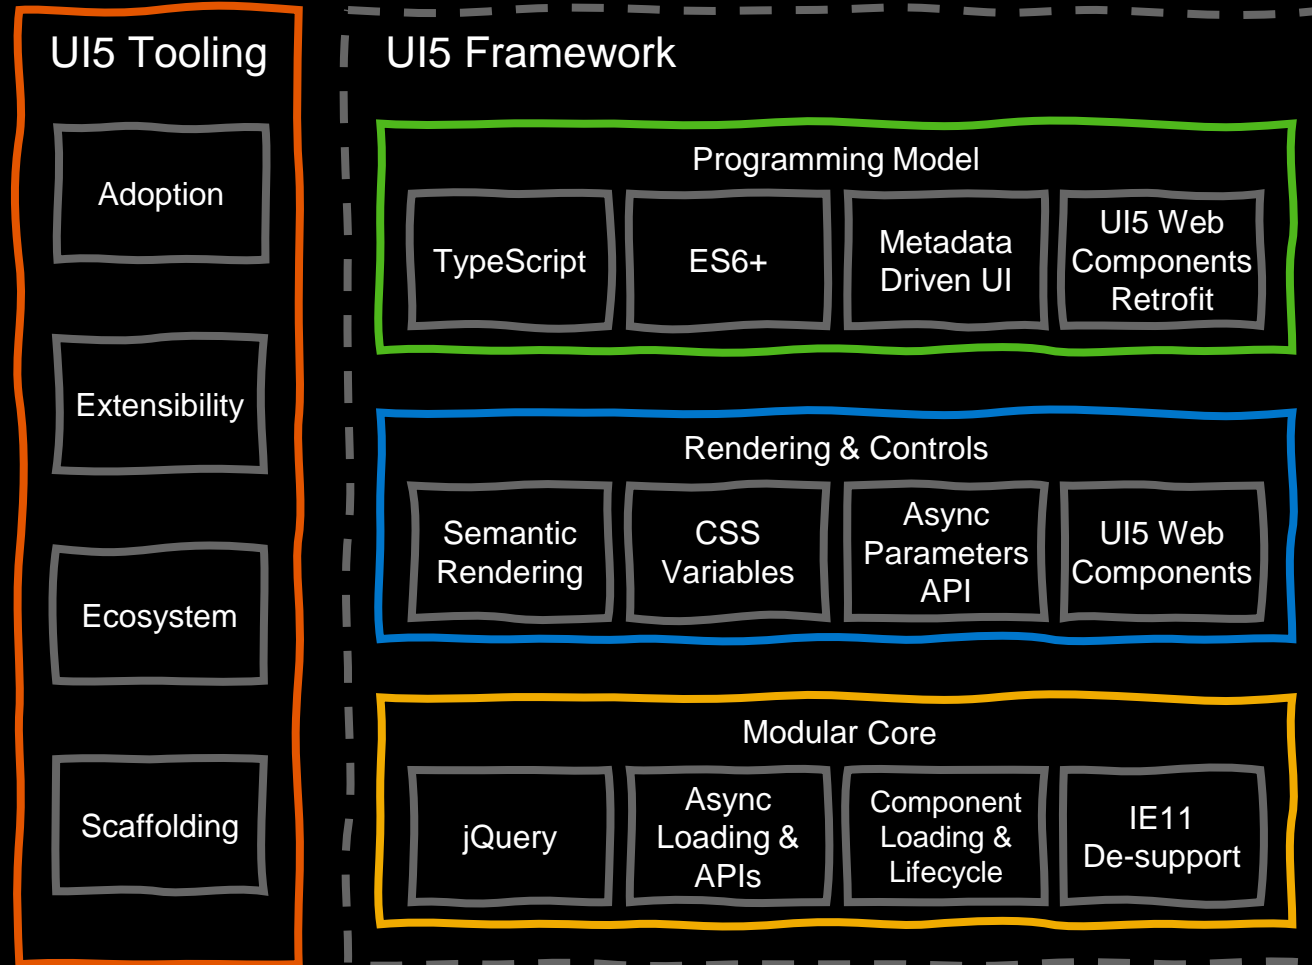 UI5 Tooling
Adoption
Extensibility
Ecosystem
Scaffolding
UI5 Framework
Programming Model
TypeScript
ES6+
Metadata
Driven UI
UI5 Web
Components
Retrofit
Rendering & Controls
Semantic
Rendering
CSS
Variables
Async
Parameters
API
UI5 Web
Components
Modular Core
jQuery
Async
Loading &
APIs
Component
Loading &
Lifecycle
IE11
De-support